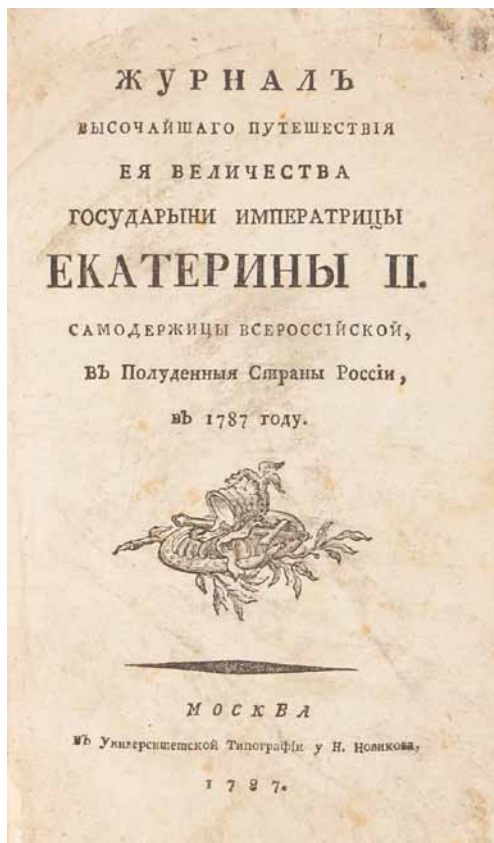 ЖУРНАЛЪ
ВЫСОЧАЙШАГО ПУТЕШЕСТВІЯ
ЕЯ ВЕЛИЧЕСТВА
ГОСУДАРЫНИ ИМПЕРАТРИЦЫ
ЕКАТЕРИНЫ II.
САМОДЕРЖИЦЫ ВСЕРОССІЙСКОЙ,
ВЪ Полуденныя Страны Россіи,
въ 1787 году.
МОСКВА
Въ Университетской Типографіи у Н. Новикова,
1787.